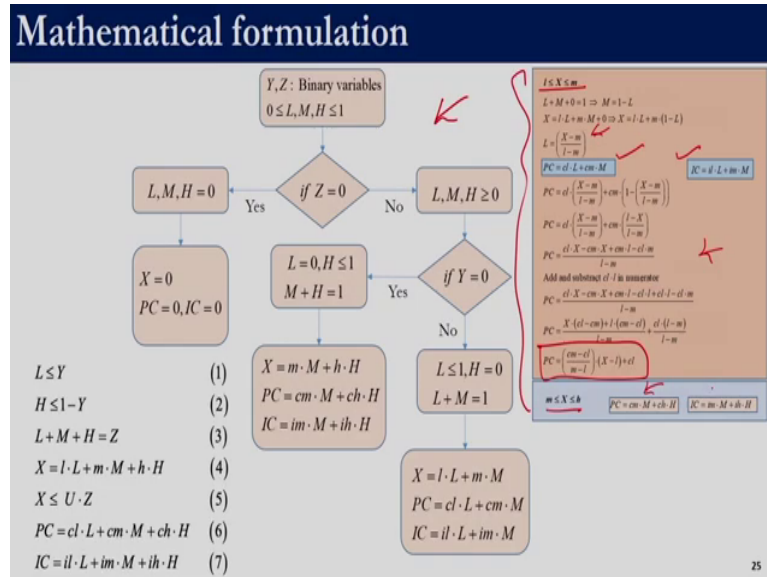 Mathematical formulation
Y,Z: Binary variables
0≤L,M,H≤1
if Z=0
Yes
No
L,M,H=0
L,M,H≥0
X=0
PC=0,IC=0
if Y=0
Yes
No
L=0,H≤1
M+H=1
X=m·M+h·H
PC=cm·M+ch·H
IC=im·M+ih·H
L≤1,H=0
L+M=1
X=l·L+m·M
PC=cl·L+cm·M
IC=il·L+im·M
L≤Y (1)
H≤1−Y (2)
L+M+H=Z (3)
X=l·L+m·M+h·H (4)
X≤U·Z (5)
PC=cl·L+cm·M+ch·H (6)
IC=il·L+im·M+ih·H (7)
l≤X≤m
L+M+0=1⇒M=1−L
X=l·L+m·M+0⇒X=l·L+m·(1−L)
L=((X−m)/(l−m))
PC=cl·L+cm·M IC=il·L+im·M
PC=cl·((X−m)/(l−m))+cm·(1−((X−m)/(l−m)))
PC=cl·((X−m)/(l−m))+cm·((l−X)/(l−m))
PC=(cl·X−cm·X+cm·l−cl·m)/(l−m)
Add and substract cl·l in numerator
PC=(cl·X−cm·X+cm·l−cl·l+cl·l−cl·m)/(l−m)
PC=(X·(cl−cm)+l·(cm−cl))/(l−m)+(cl·(l−m))/(l−m)
PC=((cm−cl)/(m−l))·(X−l)+cl
m≤X≤h PC=cm·M+ch·H IC=im·M+ih·H
25